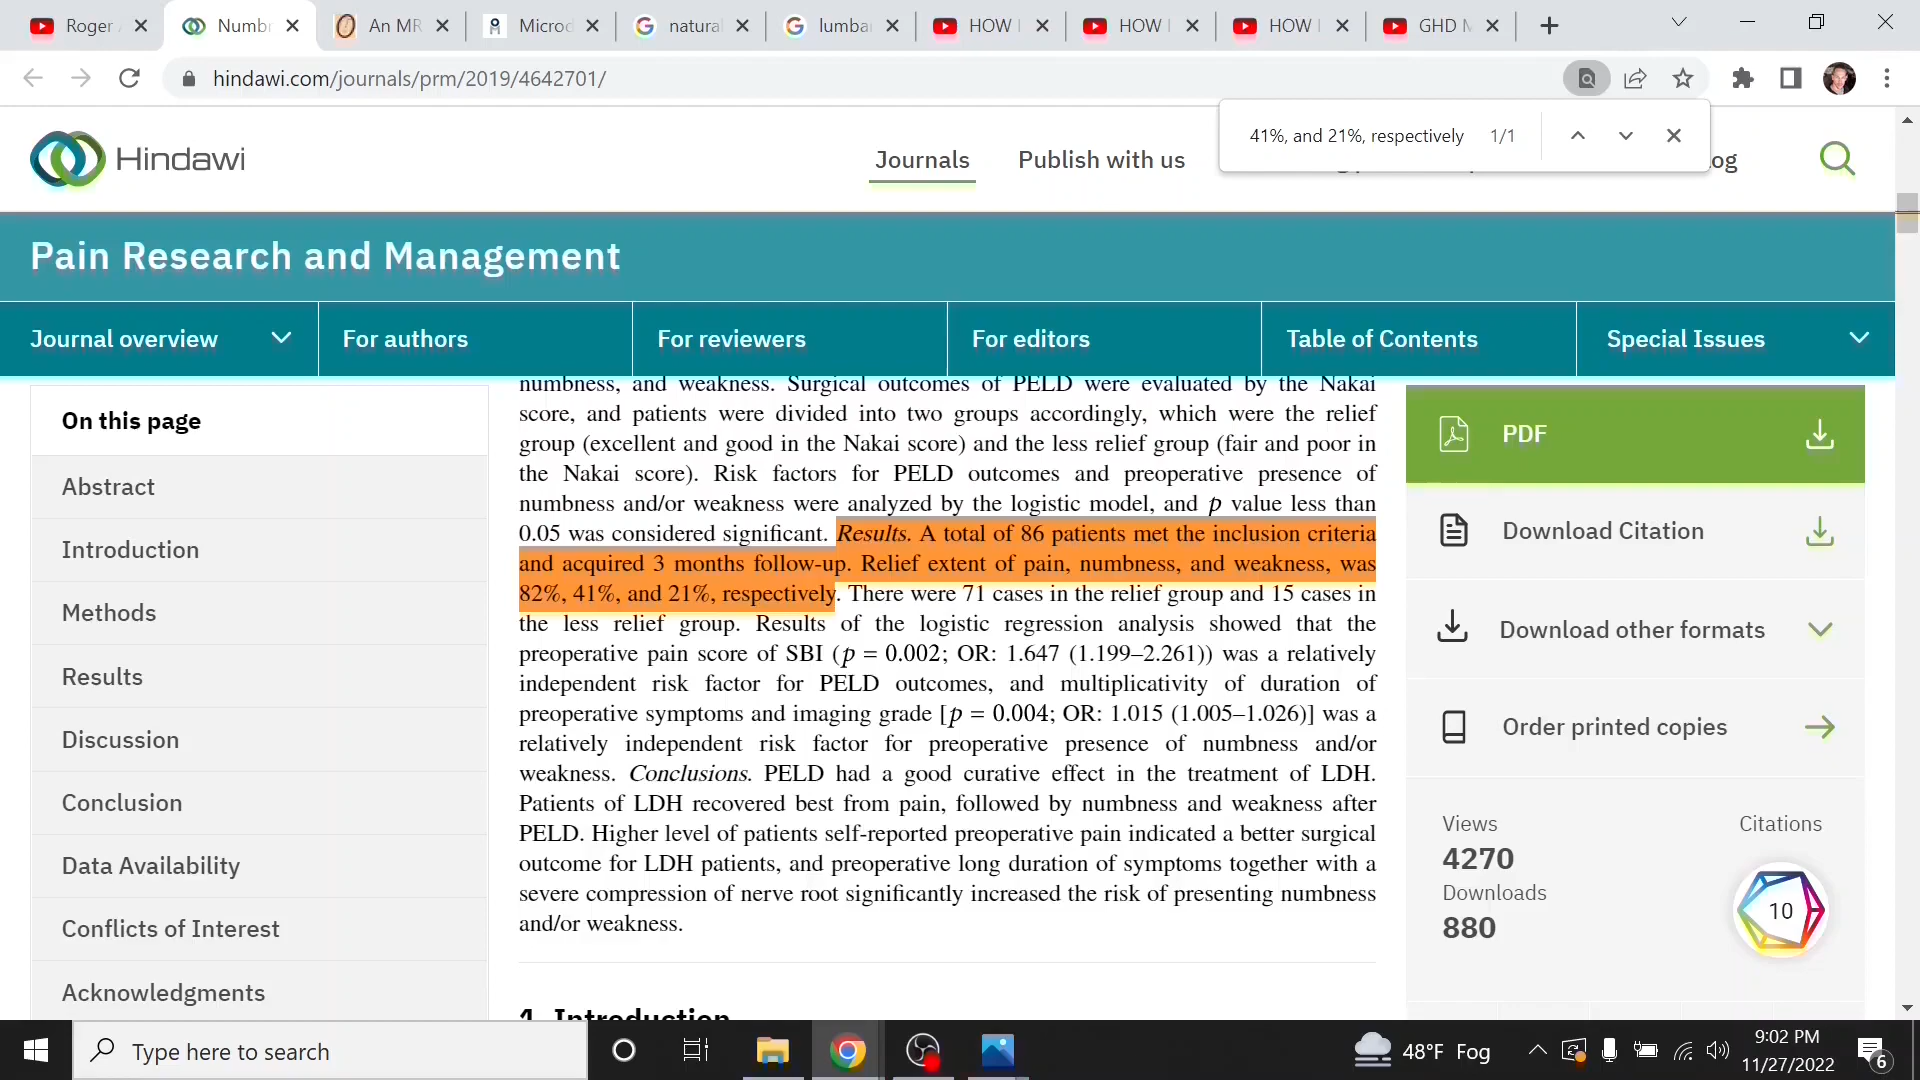 Roger
Numbr
An MR
Microd
natural
lumba
HOW I
HOW I
HOW I
GHD M
hindawi.com/journals/prm/2019/4642701/
41%, and 21%, respectively 1/1
Hindawi
Journals
Publish with us
log
Pain Research and Management
Journal overview
For authors
For reviewers
For editors
Table of Contents
Special Issues
On this page
Abstract
Introduction
Methods
Results
Discussion
Conclusion
Data Availability
Conflicts of Interest
Acknowledgments
numbness, and weakness. Surgical outcomes of PELD were evaluated by the Nakai
score, and patients were divided into two groups accordingly, which were the relief
group (excellent and good in the Nakai score) and the less relief group (fair and poor in
the Nakai score). Risk factors for PELD outcomes and preoperative presence of
numbness and/or weakness were analyzed by the logistic model, and p value less than
0.05 was considered significant. Results. A total of 86 patients met the inclusion criteria
and acquired 3 months follow-up. Relief extent of pain, numbness, and weakness, was
82%, 41%, and 21%, respectively. There were 71 cases in the relief group and 15 cases in
the less relief group. Results of the logistic regression analysis showed that the
preoperative pain score of SBI (p = 0.002; OR: 1.647 (1.199–2.261)) was a relatively
independent risk factor for PELD outcomes, and multiplicativity of duration of
preoperative symptoms and imaging grade [p = 0.004; OR: 1.015 (1.005–1.026)] was a
relatively independent risk factor for preoperative presence of numbness and/or
weakness. Conclusions. PELD had a good curative effect in the treatment of LDH.
Patients of LDH recovered best from pain, followed by numbness and weakness after
PELD. Higher level of patients self-reported preoperative pain indicated a better surgical
outcome for LDH patients, and preoperative long duration of symptoms together with a
severe compression of nerve root significantly increased the risk of presenting numbness
and/or weakness.
1. Introduction
PDF
Download Citation
Download other formats
Order printed copies
Views
4270
Downloads
880
Citations
10
Type here to search
48°F Fog
9:02 PM
11/27/2022
6